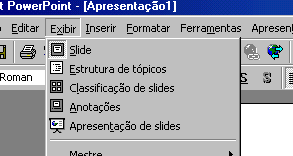 t PowerPoint - [Apresentação1]
Editar Exibir Inserir Formatar Ferramentas Apresent
Slide
Roman
Estrutura de tópicos
Classificação de slides
Anotações
Apresentação de slides
Mestre